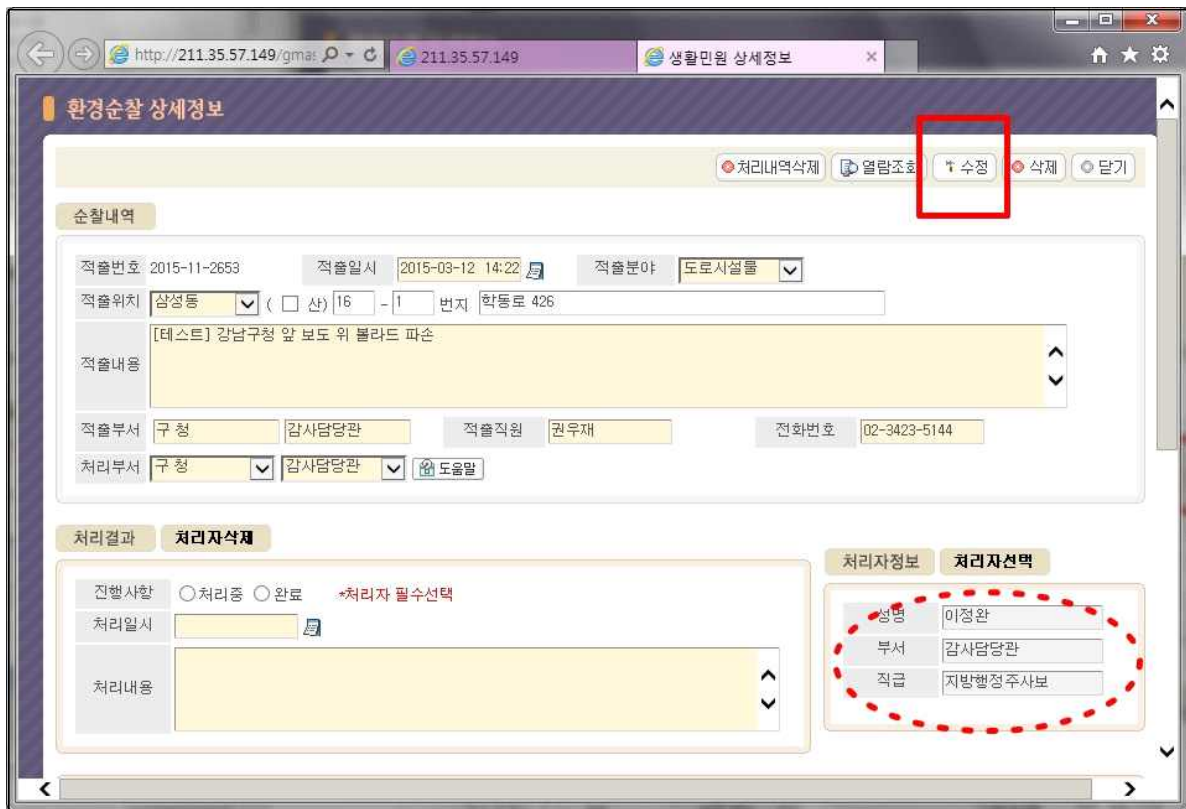 http://211.35.57.149/gmas 211.35.57.149 생활민원 상세정보
환경순찰 상세정보
처리내역삭제 열람조회 수정 삭제 닫기
순찰내역
적출번호 2015-11-2653 적출일시 2015-03-12 14:22 적출분야 도로시설물
적출위치 삼성동 ( 산) 16 - 1 번지 학동로 426
적출내용 [테스트] 강남구청 앞 보도 위 볼라드 파손
적출부서 구 청 감사담당관 적출직원 권우재 전화번호 02-3423-5144
처리부서 구 청 감사담당관 도움말
처리결과 처리자삭제
처리자정보 처리자선택
진행사항 처리중 완료 *처리자 필수선택
처리일시
처리내용
성명 이정완
부서 감사담당관
직급 지방행정주사보